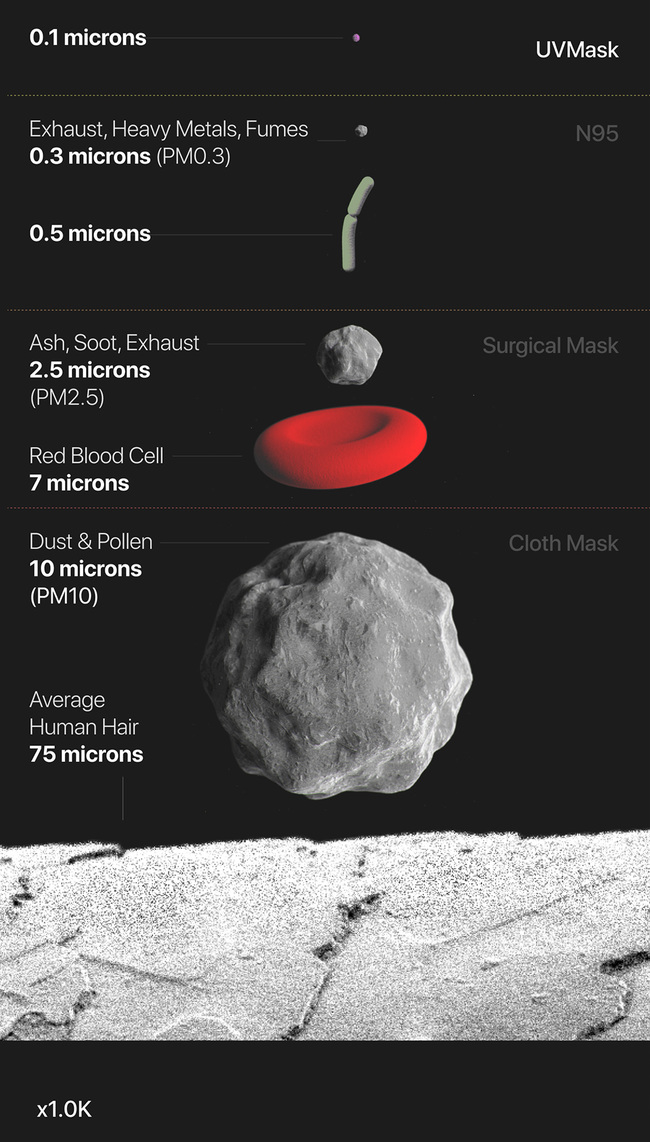 0.1 microns
UVMask
Exhaust, Heavy Metals, Fumes
0.3 microns (PM0.3)
N95
0.5 microns
Ash, Soot, Exhaust
2.5 microns
(PM2.5)
Surgical Mask
Red Blood Cell
7 microns
Dust & Pollen
10 microns
(PM10)
Cloth Mask
Average
Human Hair
75 microns
x1.0K